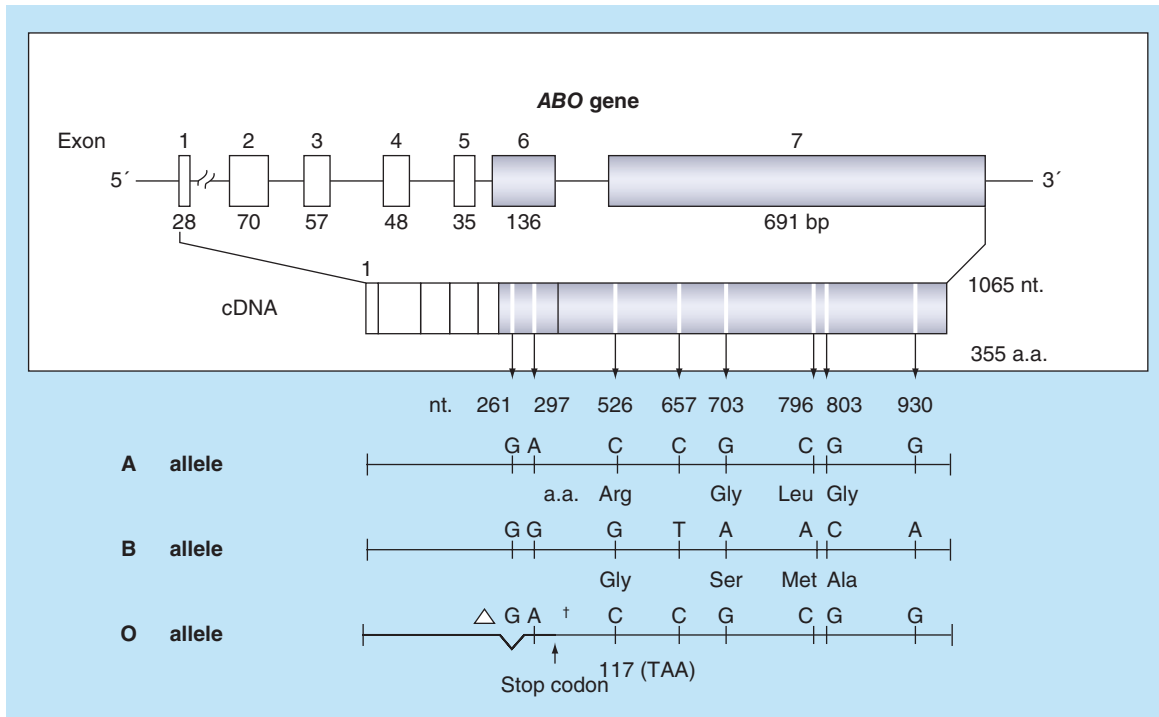 ABO gene
Exon 1 2 3 4 5 6 7
5´ 3´
28 70 57 48 35 136 691 bp
1
1065 nt.
cDNA
355 a.a.
nt. 261 297 526 657 703 796 803 930
G A C C G C G G
A allele
a.a. Arg Gly Leu Gly
G G G T A A C A
B allele
Gly Ser Met Ala
△ G A † C C G C G G
O allele
117 (TAA)
Stop codon